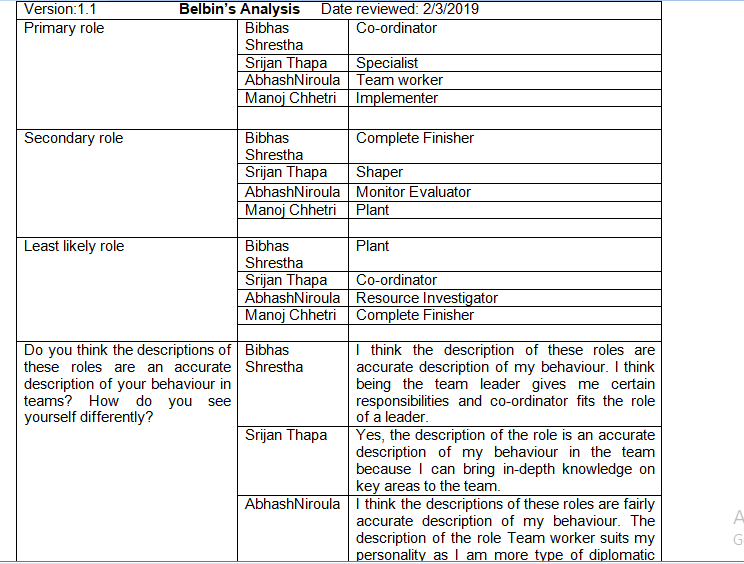 Version:1.1 Belbin's Analysis Date reviewed: 2/3/2019
Primary role Bibhas Co-ordinator
Shrestha
Srijan Thapa Specialist
AbhashNiroula Team worker
Manoj Chhetri Implementer
Secondary role Bibhas Complete Finisher
Shrestha
Srijan Thapa Shaper
AbhashNiroula Monitor Evaluator
Manoj Chhetri Plant
Least likely role Bibhas Plant
Shrestha
Srijan Thapa Co-ordinator
AbhashNiroula Resource Investigator
Manoj Chhetri Complete Finisher
Do you think the descriptions of
these roles are an accurate
description of your behaviour in
teams? How do you see
yourself differently?
Bibhas
Shrestha
I think the description of these roles are
accurate description of my behaviour. I think
being the team leader gives me certain
responsibilities and co-ordinator fits the role
of a leader.
Srijan Thapa
Yes, the description of the role is an accurate
description of my behaviour in the team
because I can bring in-depth knowledge on
key areas to the team.
AbhashNiroula
I think the descriptions of these roles are fairly
accurate description of my behaviour. The
description of the role Team worker suits my
personality as I am more type of diplomatic